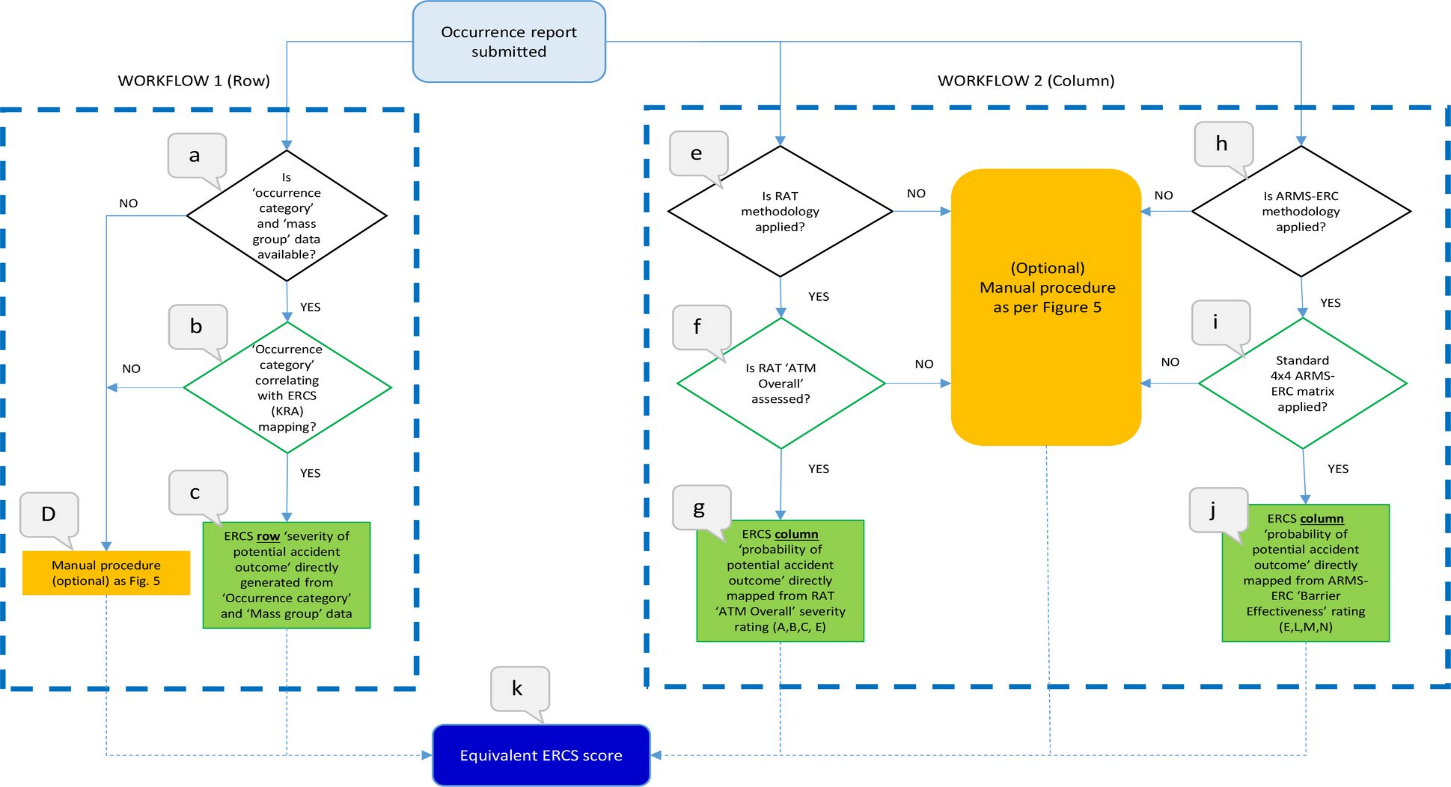 Occurrence report
submitted
WORKFLOW 1 (Row)
WORKFLOW 2 (Column)
a
Is
‘occurrence
category’
and ‘mass
group’ data
available?
NO
YES
b
‘Occurrence
category’
correlating
with ERCS
(KRA)
mapping?
NO
YES
c
ERCS row ‘severity of
potential accident
outcome’ directly
generated from
‘Occurrence category’
and ‘Mass group’ data
D
Manual procedure
(optional) as Fig. 5
e
Is RAT
methodology
applied?
NO
YES
f
Is RAT ‘ATM
Overall’
assessed?
NO
YES
g
ERCS column
‘probability of
potential accident
outcome’ directly
mapped from RAT
‘ATM Overall’ severity
rating (A,B,C, E)
(Optional)
Manual procedure
as per Figure 5
h
Is ARMS-ERC
methodology
applied?
NO
YES
i
Standard
4x4 ARMS-
ERC matrix
applied?
NO
YES
j
ERCS column
‘probability of
potential accident
outcome’ directly
mapped from ARMS-
ERC ‘Barrier
Effectiveness’ rating
(E,L,M,N)
k
Equivalent ERCS score